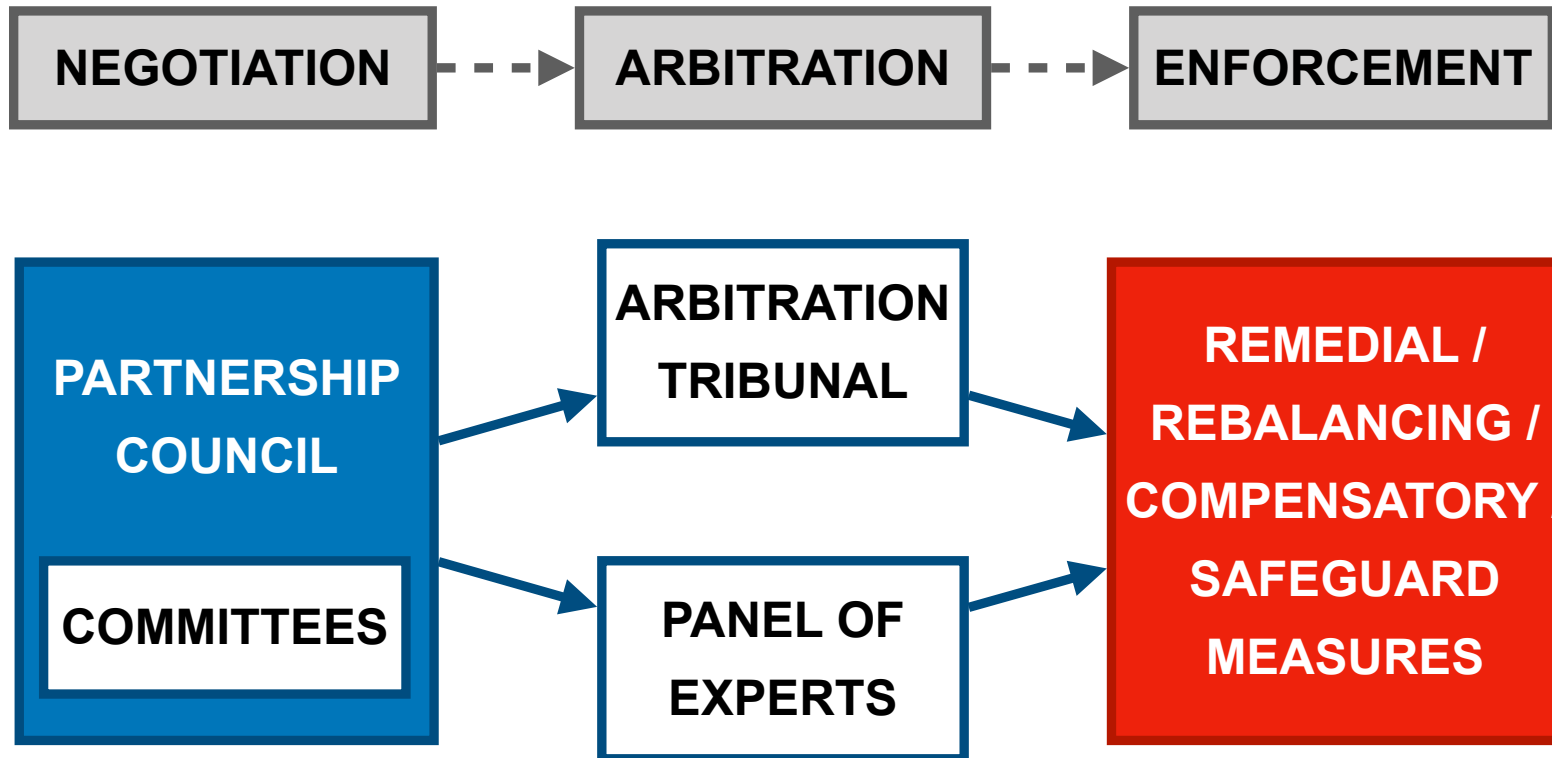 NEGOTIATION
ARBITRATION
ENFORCEMENT
PARTNERSHIP
COUNCIL
COMMITTEES
ARBITRATION
TRIBUNAL
PANEL OF
EXPERTS
REMEDIAL /
REBALANCING /
COMPENSATORY /
SAFEGUARD
MEASURES